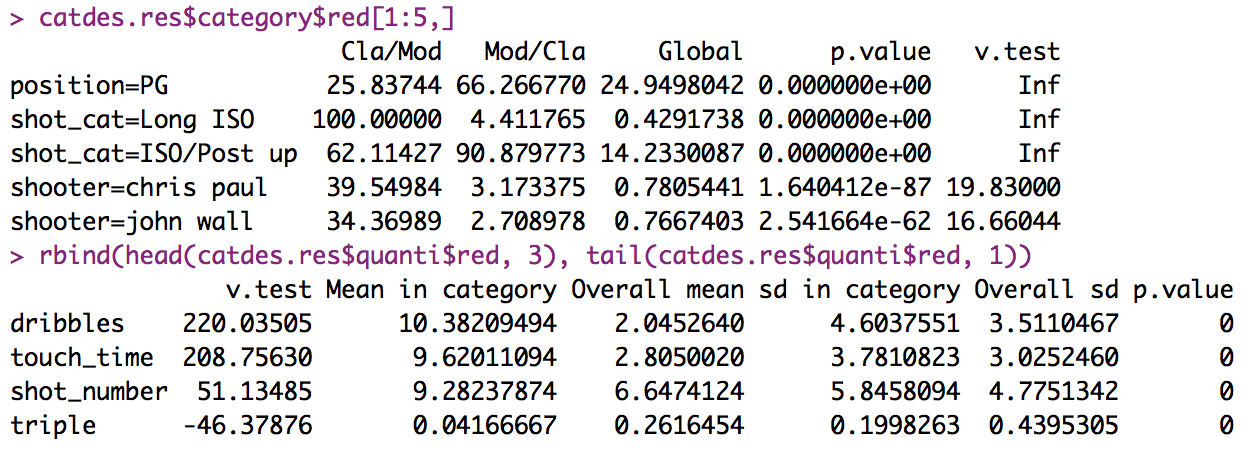 > catdes.res$category$red[1:5,]
Cla/Mod Mod/Cla Global p.value v.test
position=PG 25.83744 66.266770 24.9498042 0.000000e+00 Inf
shot_cat=Long ISO 100.00000 4.411765 0.4291738 0.000000e+00 Inf
shot_cat=ISO/Post up 62.11427 90.879773 14.2330087 0.000000e+00 Inf
shooter=chris paul 39.54984 3.173375 0.7805441 1.640412e-87 19.83000
shooter=john wall 34.36989 2.708978 0.7667403 2.541664e-62 16.66044
> rbind(head(catdes.res$quanti$red, 3), tail(catdes.res$quanti$red, 1))
v.test Mean in category Overall mean sd in category Overall sd p.value
dribbles 220.03505 10.38209494 2.0452640 4.6037551 3.5110467 0
touch_time 208.75630 9.62011094 2.8050020 3.7810823 3.0252460 0
shot_number 51.13485 9.28237874 6.6474124 5.8458094 4.7751342 0
triple -46.37876 0.04166667 0.2616454 0.1998263 0.4395305 0